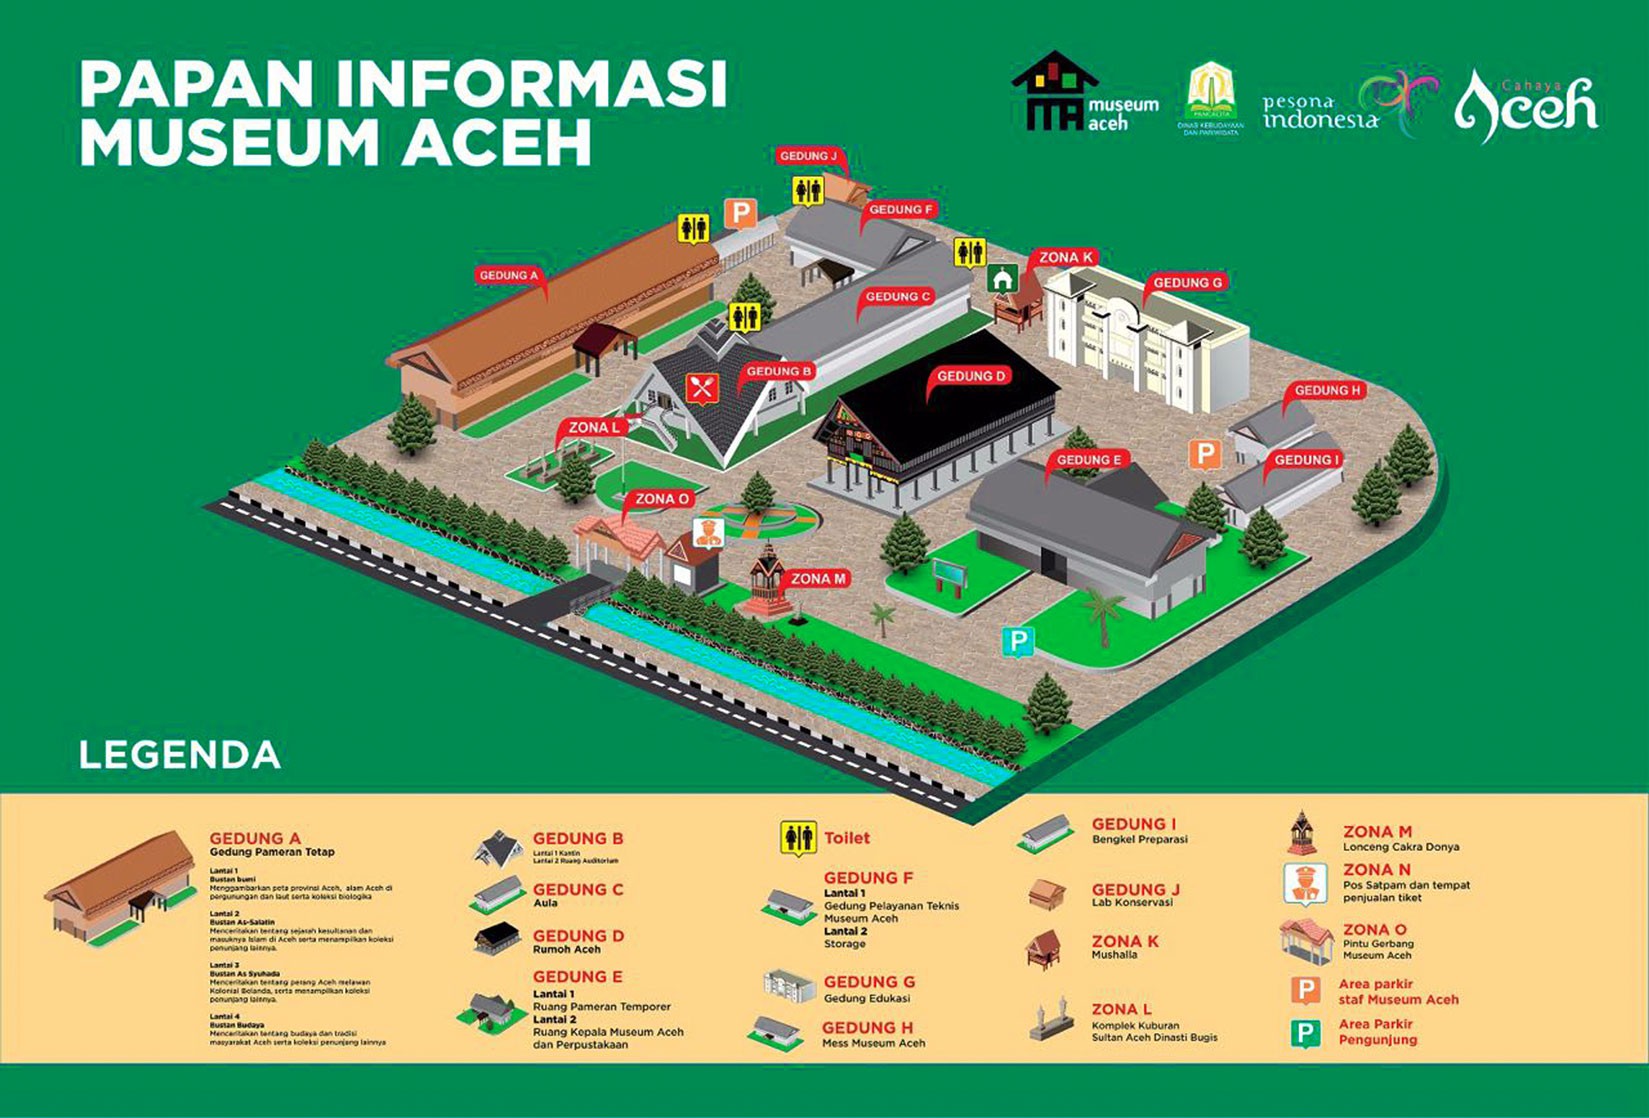 PAPAN INFORMASI
MUSEUM ACEH
museum
aceh
PANCACITA
DINAS KEBUDAYAAN
DAN PARIWISATA
pesona
indonesia
Cahaya
Aceh
GEDUNG J
P
GEDUNG F
ZONA K
GEDUNG A
GEDUNG C
GEDUNG G
GEDUNG B
GEDUNG D
GEDUNG H
ZONA L
P
GEDUNG E
GEDUNG I
ZONA O
ZONA M
P
LEGENDA
GEDUNG A
Gedung Pameran Tetap
Lantai 1
Bustan bumi
Menggambarkan peta provinsi Aceh, alam Aceh di
pergunungan dan laut serta koleksi biologika
Lantai 2
Bustan As-Salatin
Menceritakan tentang sejarah kesultanan dan
masuknya Islam di Aceh serta menampilkan koleksi
penunjang lainnya.
Lantai 3
Bustan As Syuhada
Menceritakan tentang perang Aceh melawan
Kolonial Belanda, serta menampilkan koleksi
penunjang lainnya.
Lantai 4
Bustan Budaya
Menceritakan tentang budaya dan tradisi
masyarakat Aceh serta koleksi penunjang lainnya
GEDUNG B
Lantai 1 Kantin
Lantai 2 Ruang Auditorium
GEDUNG C
Aula
GEDUNG D
Rumoh Aceh
GEDUNG E
Lantai 1
Ruang Pameran Temporer
Lantai 2
Ruang Kepala Museum Aceh
dan Perpustakaan
Toilet
GEDUNG F
Lantai 1
Gedung Pelayanan Teknis
Museum Aceh
Lantai 2
Storage
GEDUNG G
Gedung Edukasi
GEDUNG H
Mess Museum Aceh
GEDUNG I
Bengkel Preparasi
GEDUNG J
Lab Konservasi
ZONA K
Mushalla
ZONA L
Komplek Kuburan
Sultan Aceh Dinasti Bugis
ZONA M
Lonceng Cakra Donya
ZONA N
Pos Satpam dan tempat
penjualan tiket
ZONA O
Pintu Gerbang
Museum Aceh
P
Area parkir
staf Museum Aceh
P
Area Parkir
Pengunjung